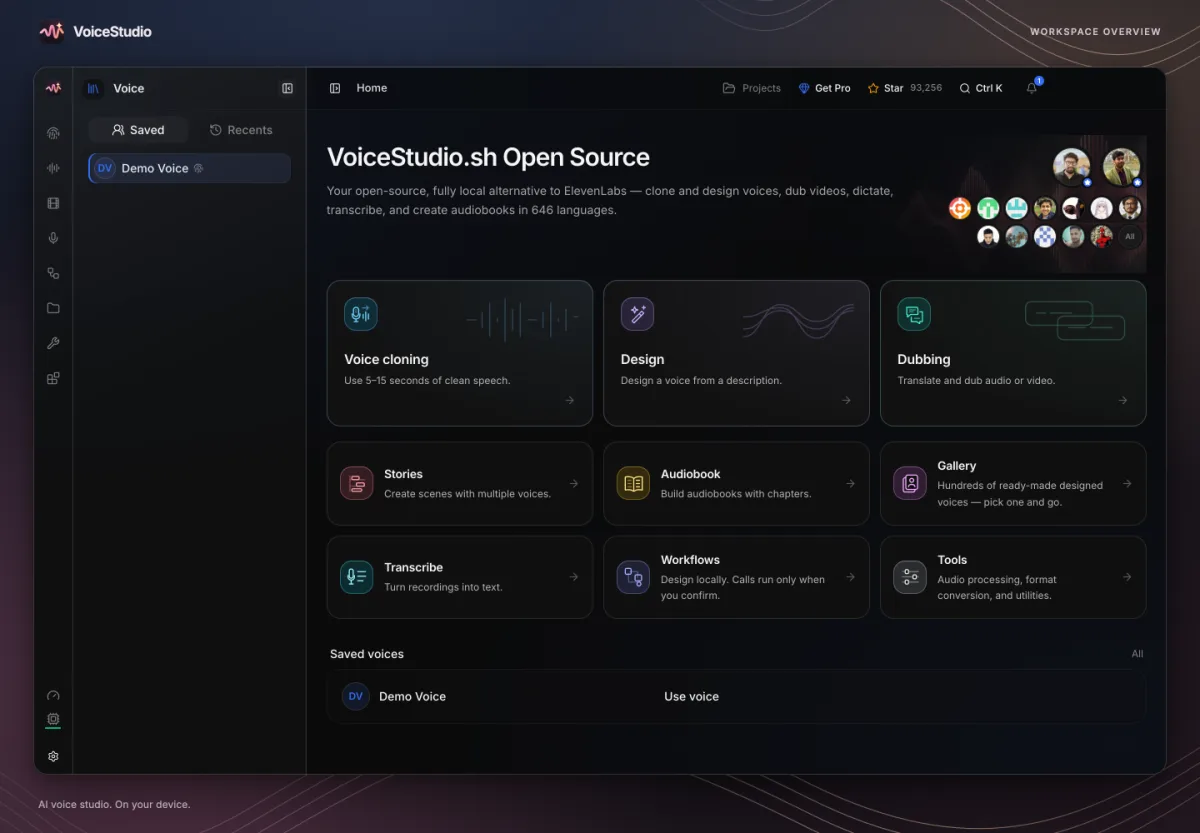 VoiceStudio
WORKSPACE OVERVIEW
Voice
Saved
Recents
DV Demo Voice
Home
Projects
Get Pro
Star 93,256
Ctrl K
1
VoiceStudio.sh Open Source
Your open-source, fully local alternative to ElevenLabs — clone and design voices, dub videos, dictate,
transcribe, and create audiobooks in 646 languages.
All
Voice cloning
Use 5–15 seconds of clean speech.
Design
Design a voice from a description.
Dubbing
Translate and dub audio or video.
Stories
Create scenes with multiple voices.
Audiobook
Build audiobooks with chapters.
Gallery
Hundreds of ready-made designed
voices — pick one and go.
Transcribe
Turn recordings into text.
Workflows
Design locally. Calls run only when
you confirm.
Tools
Audio processing, format
conversion, and utilities.
Saved voices
All
DV Demo Voice
Use voice
AI voice studio. On your device.